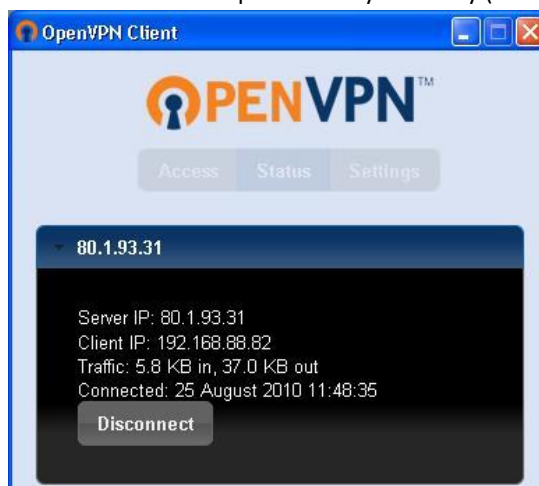 OpenVPN Client
OPENVPN™
Access Status Settings
80.1.93.31
Server IP: 80.1.93.31
Client IP: 192.168.88.82
Traffic: 5.8 KB in, 37.0 KB out
Connected: 25 August 2010 11:48:35
Disconnect